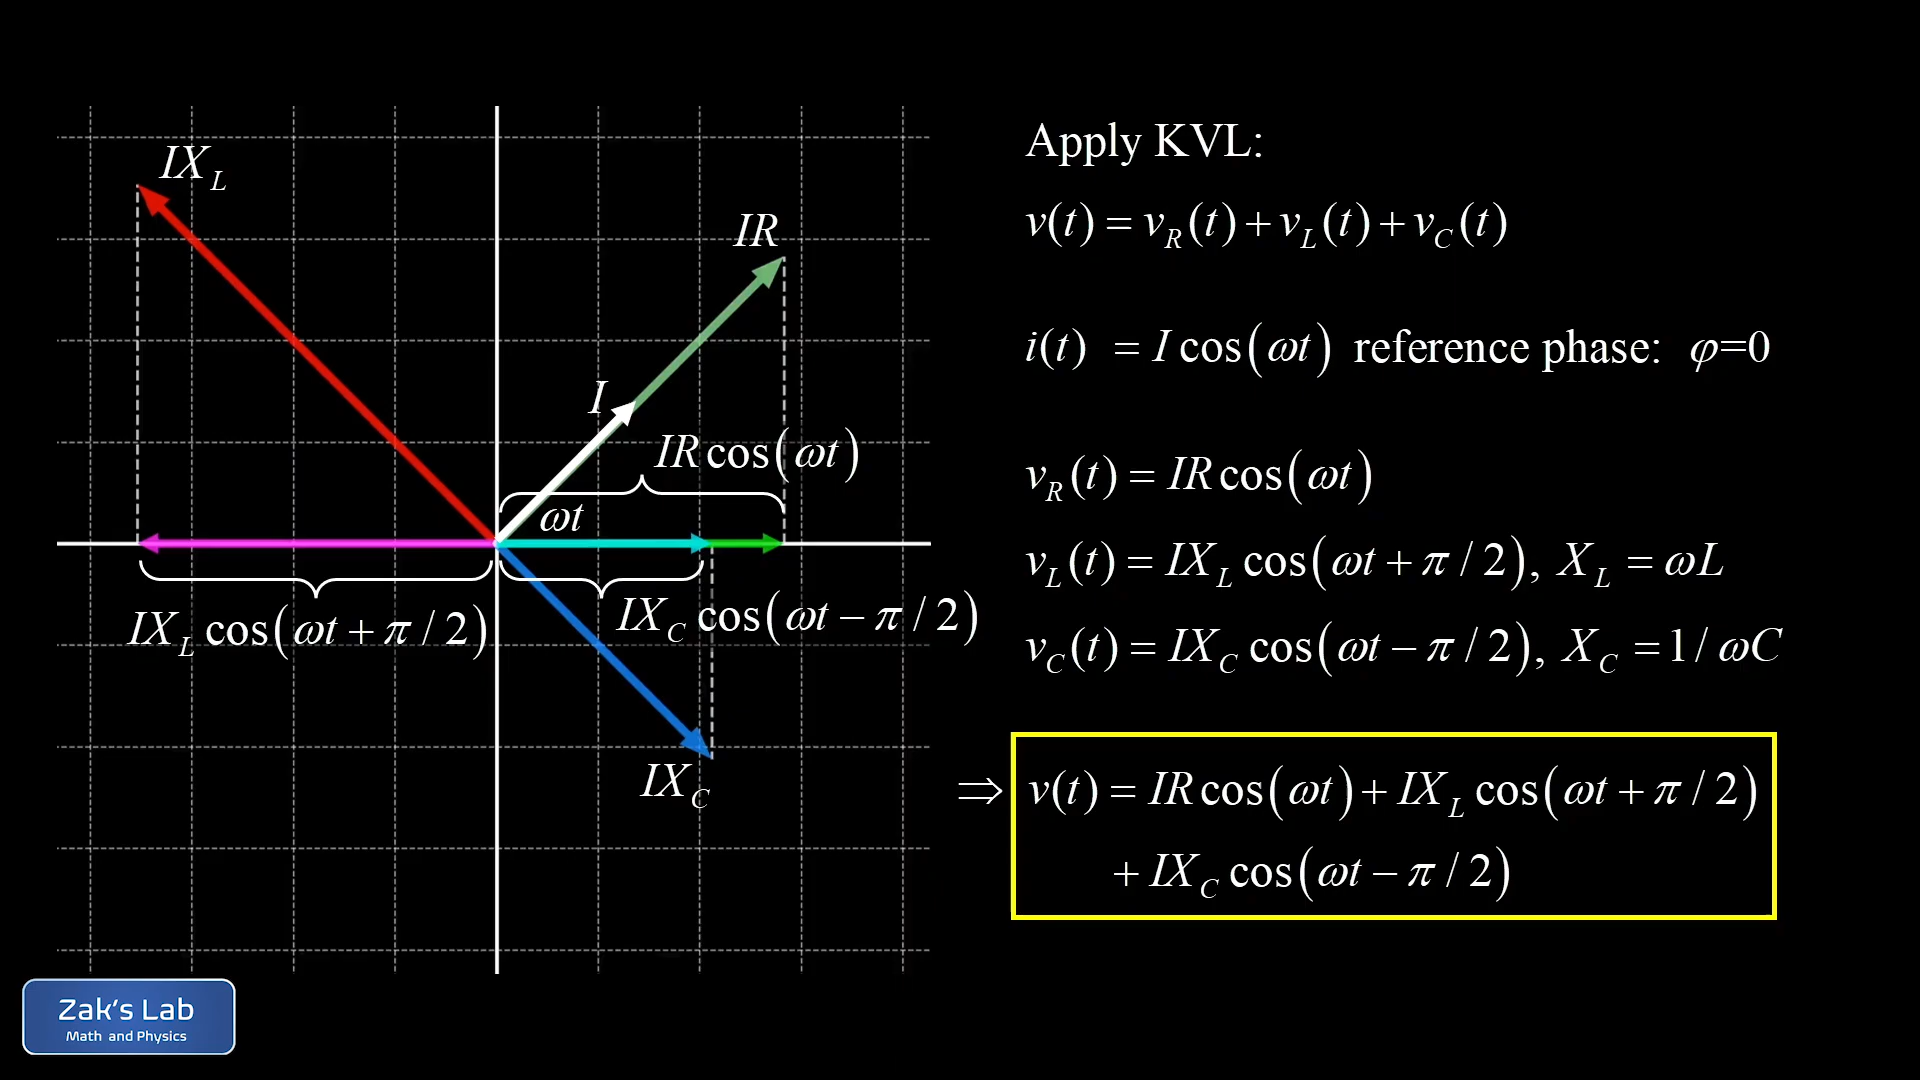 Apply KVL:
v(t) = v_R(t) + v_L(t) + v_C(t)
i(t) = I cos(ωt) reference phase: φ=0
v_R(t) = IR cos(ωt)
v_L(t) = IX_L cos(ωt + π / 2), X_L = ωL
v_C(t) = IX_C cos(ωt − π / 2), X_C = 1 / ωC
⇒ v(t) = IR cos(ωt) + IX_L cos(ωt + π / 2)
+ IX_C cos(ωt − π / 2)
IX_L
IR
I
IR cos(ωt)
ωt
IX_L cos(ωt + π / 2)
IX_C cos(ωt − π / 2)
IX_C
Zak's Lab
Math and Physics